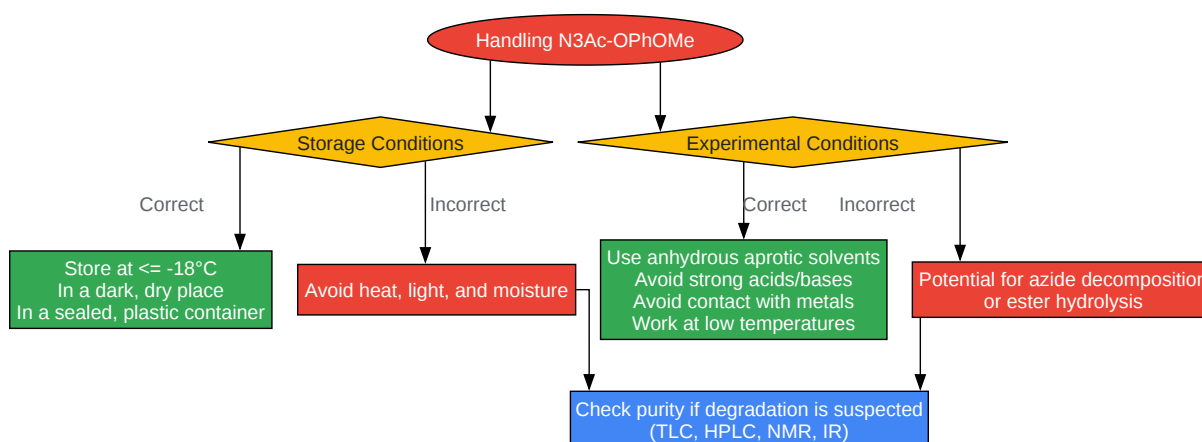 Handling N3Ac-OPhOMe
Storage Conditions
Experimental Conditions
Correct
Incorrect
Correct
Incorrect
Store at <= -18°C
In a dark, dry place
In a sealed, plastic container
Avoid heat, light, and moisture
Use anhydrous aprotic solvents
Avoid strong acids/bases
Avoid contact with metals
Work at low temperatures
Potential for azide decomposition
or ester hydrolysis
Check purity if degradation is suspected
(TLC, HPLC, NMR, IR)